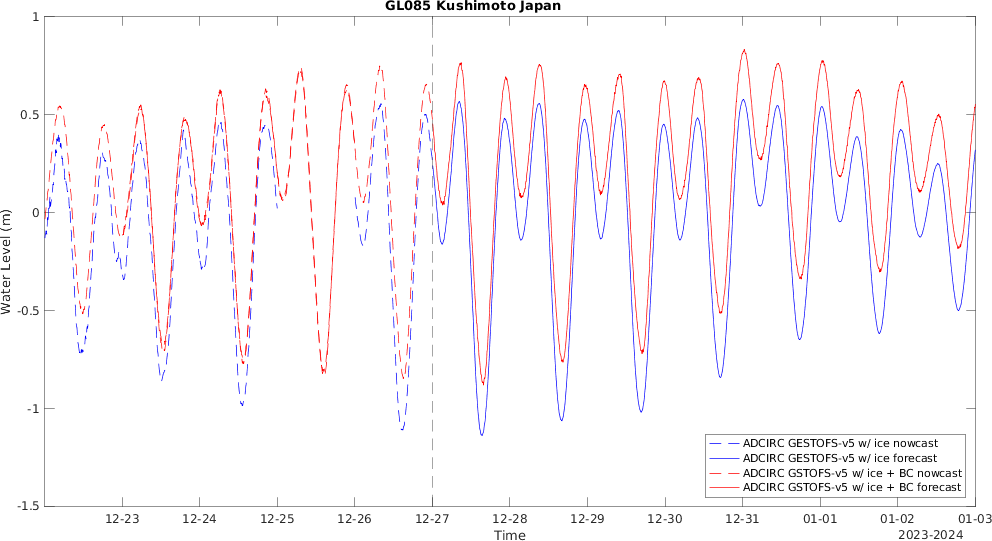 GL085 Kushimoto Japan
Water Level (m)
1
0.5
0
-0.5
-1
-1.5
12-23
12-24
12-25
12-26
12-27
12-28
12-29
12-30
12-31
01-01
01-02
01-03
Time
2023-2024
ADCIRC GESTOFS-v5 w/ ice nowcast
ADCIRC GESTOFS-v5 w/ ice forecast
ADCIRC GSTOFS-v5 w/ ice + BC nowcast
ADCIRC GSTOFS-v5 w/ ice + BC forecast